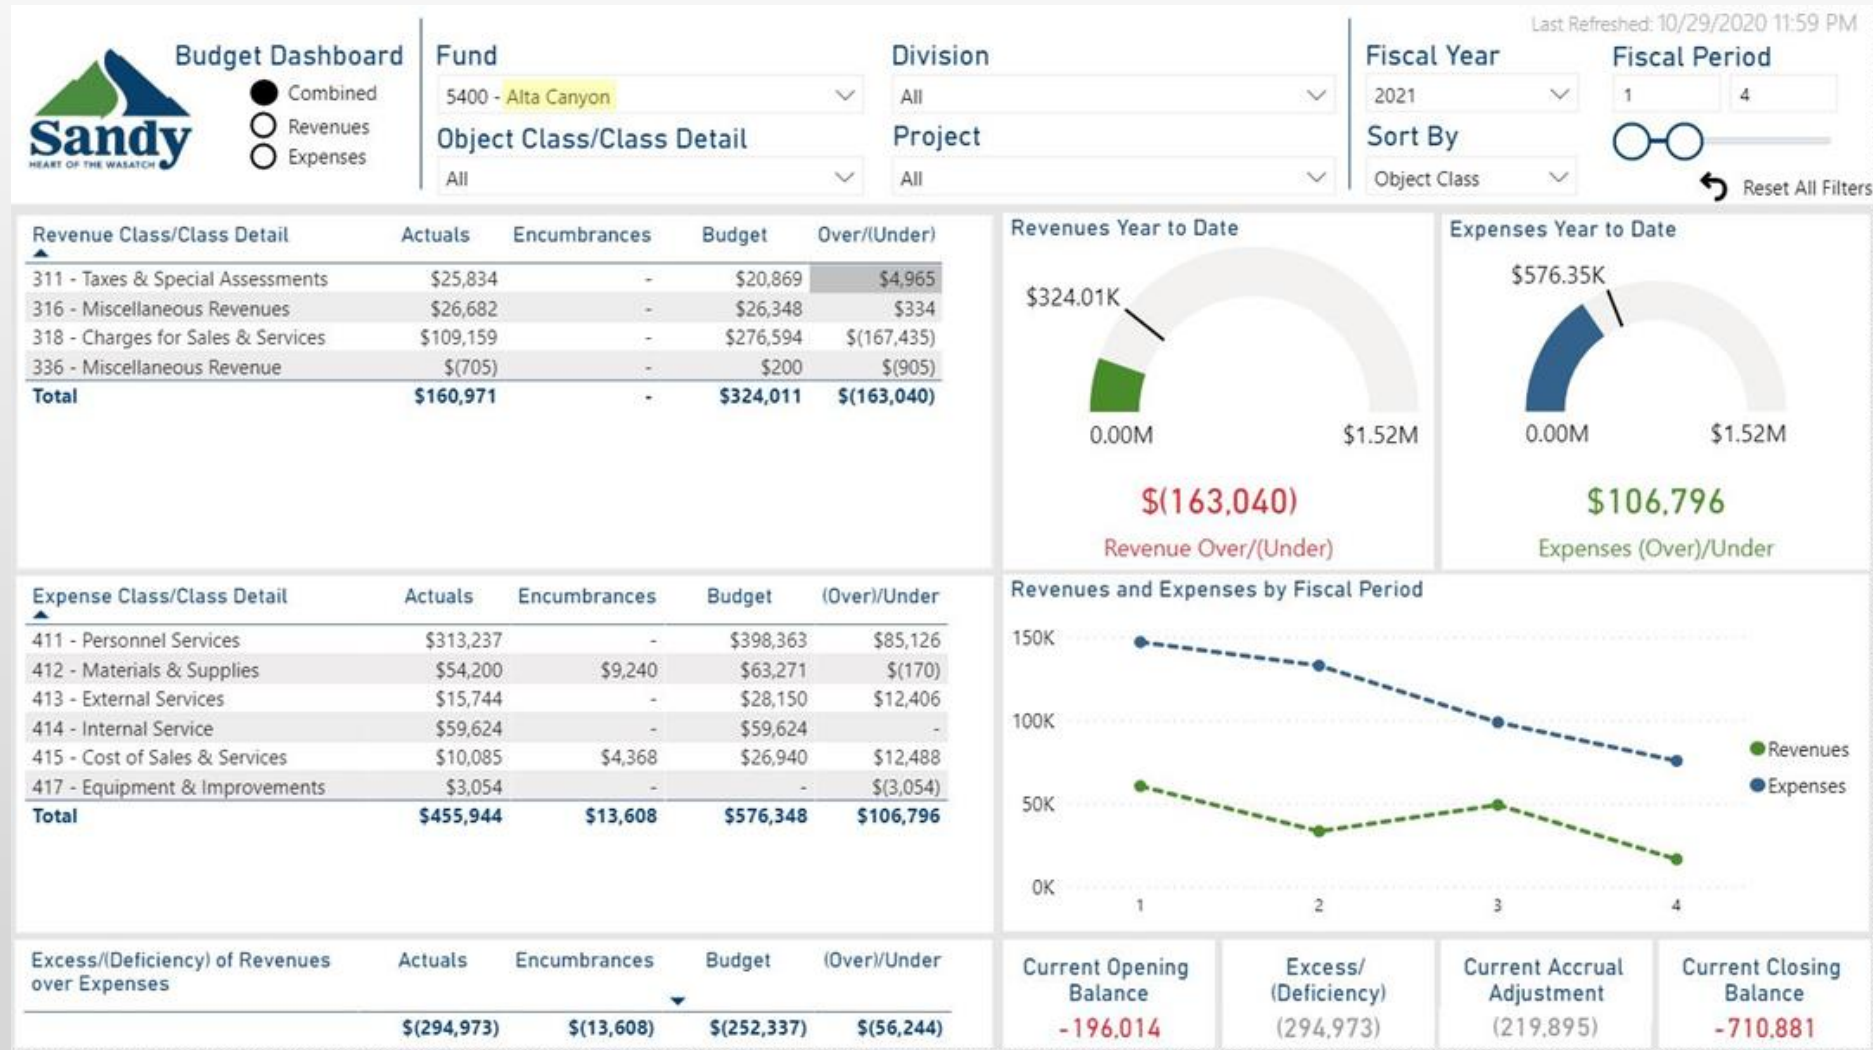 Last Refreshed: 10/29/2020 11:59 PM
Sandy
HEART OF THE WASATCH
Budget Dashboard
Combined
Revenues
Expenses
Fund
5400 - Alta Canyon
Object Class/Class Detail
All
Division
All
Project
All
Fiscal Year
2021
Sort By
Object Class
Fiscal Period
1 4
Reset All Filters
Revenue Class/Class Detail Actuals Encumbrances Budget Over/(Under)
311 - Taxes & Special Assessments $25,834 - $20,869 $4,965
316 - Miscellaneous Revenues $26,682 - $26,348 $334
318 - Charges for Sales & Services $109,159 - $276,594 $(167,435)
336 - Miscellaneous Revenue $(705) - $200 $(905)
Total $160,971 - $324,011 $(163,040)
Revenues Year to Date
$324.01K
0.00M $1.52M
$(163,040)
Revenue Over/(Under)
Expenses Year to Date
$576.35K
0.00M $1.52M
$106,796
Expenses (Over)/Under
Expense Class/Class Detail Actuals Encumbrances Budget (Over)/Under
411 - Personnel Services $313,237 - $398,363 $85,126
412 - Materials & Supplies $54,200 $9,240 $63,271 $(170)
413 - External Services $15,744 - $28,150 $12,406
414 - Internal Service $59,624 - $59,624 -
415 - Cost of Sales & Services $10,085 $4,368 $26,940 $12,488
417 - Equipment & Improvements $3,054 - - $(3,054)
Total $455,944 $13,608 $576,348 $106,796
Revenues and Expenses by Fiscal Period
150K
100K
50K
0K
1 2 3 4
Revenues
Expenses
Excess/(Deficiency) of Revenues Actuals Encumbrances Budget (Over)/Under
over Expenses
$(294,973) $(13,608) $(252,337) $(56,244)
Current Opening
Balance
-196,014
Excess/
(Deficiency)
(294,973)
Current Accrual
Adjustment
(219,895)
Current Closing
Balance
-710,881